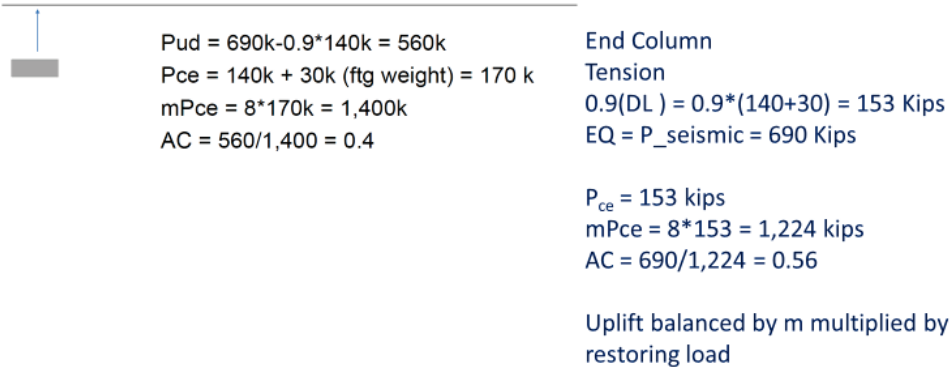 Pud = 690k-0.9*140k = 560k
Pce = 140k + 30k (ftg weight) = 170 k
mPce = 8*170k = 1,400k
AC = 560/1,400 = 0.4
End Column
Tension
0.9(DL ) = 0.9*(140+30) = 153 Kips
EQ = P_seismic = 690 Kips
Pce = 153 kips
mPce = 8*153 = 1,224 kips
AC = 690/1,224 = 0.56
Uplift balanced by m multiplied by
restoring load